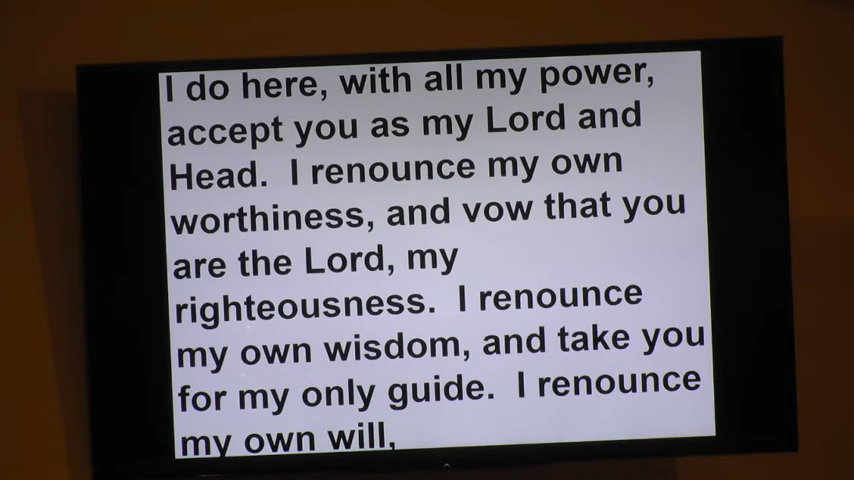 I do here, with all my power,
accept you as my Lord and
Head.  I renounce my own
worthiness, and vow that you
are the Lord, my
righteousness.  I renounce
my own wisdom, and take you
for my only guide.  I renounce
my own will,